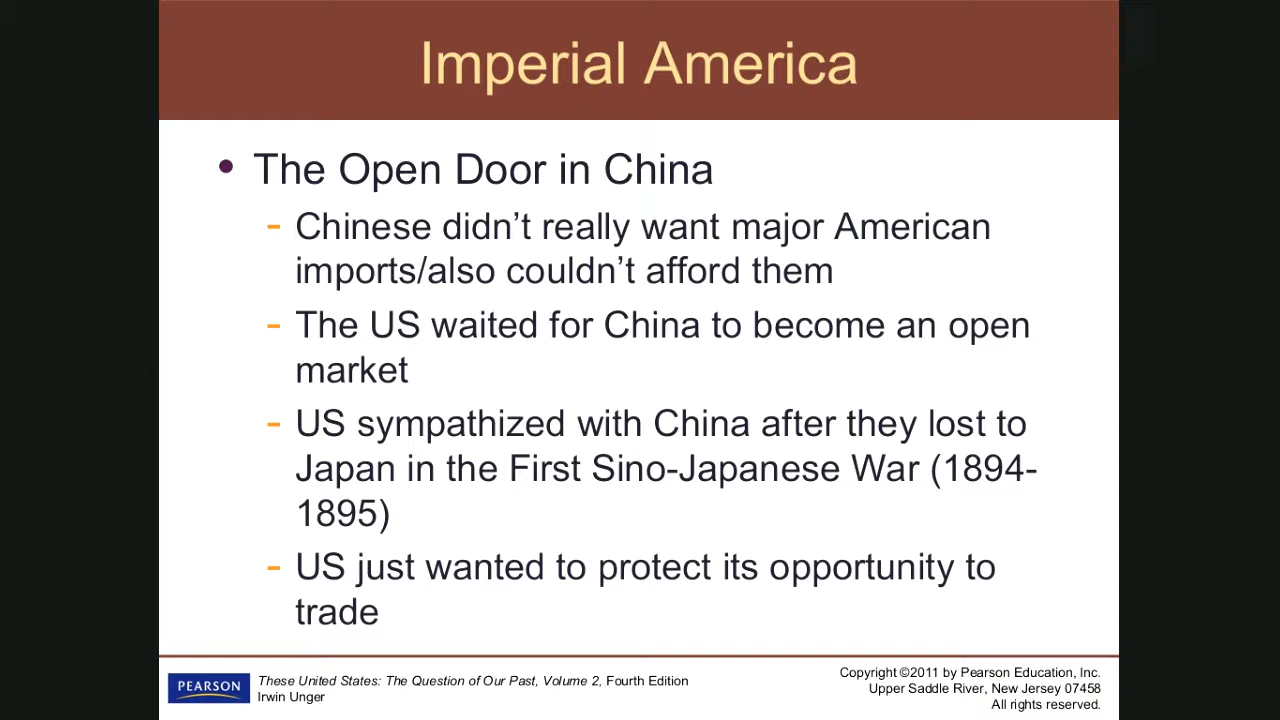 Imperial America
• The Open Door in China
- Chinese didn’t really want major American
imports/also couldn’t afford them
- The US waited for China to become an open
market
- US sympathized with China after they lost to
Japan in the First Sino-Japanese War (1894-
1895)
- US just wanted to protect its opportunity to
trade
PEARSON
These United States: The Question of Our Past, Volume 2, Fourth Edition
Irwin Unger
Copyright ©2011 by Pearson Education, Inc.
Upper Saddle River, New Jersey 07458
All rights reserved.